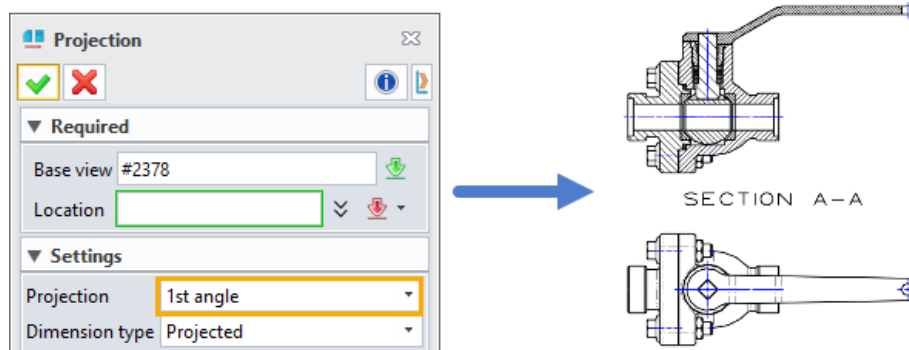 Projection
Required
Base view #2378
Location
Settings
Projection 1st angle
Dimension type Projected
SECTION A-A